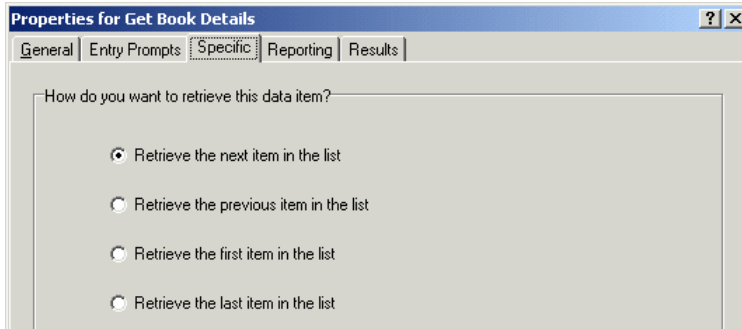 Properties for Get Book Details
General Entry Prompts Specific Reporting Results
How do you want to retrieve this data item?
Retrieve the next item in the list
Retrieve the previous item in the list
Retrieve the first item in the list
Retrieve the last item in the list